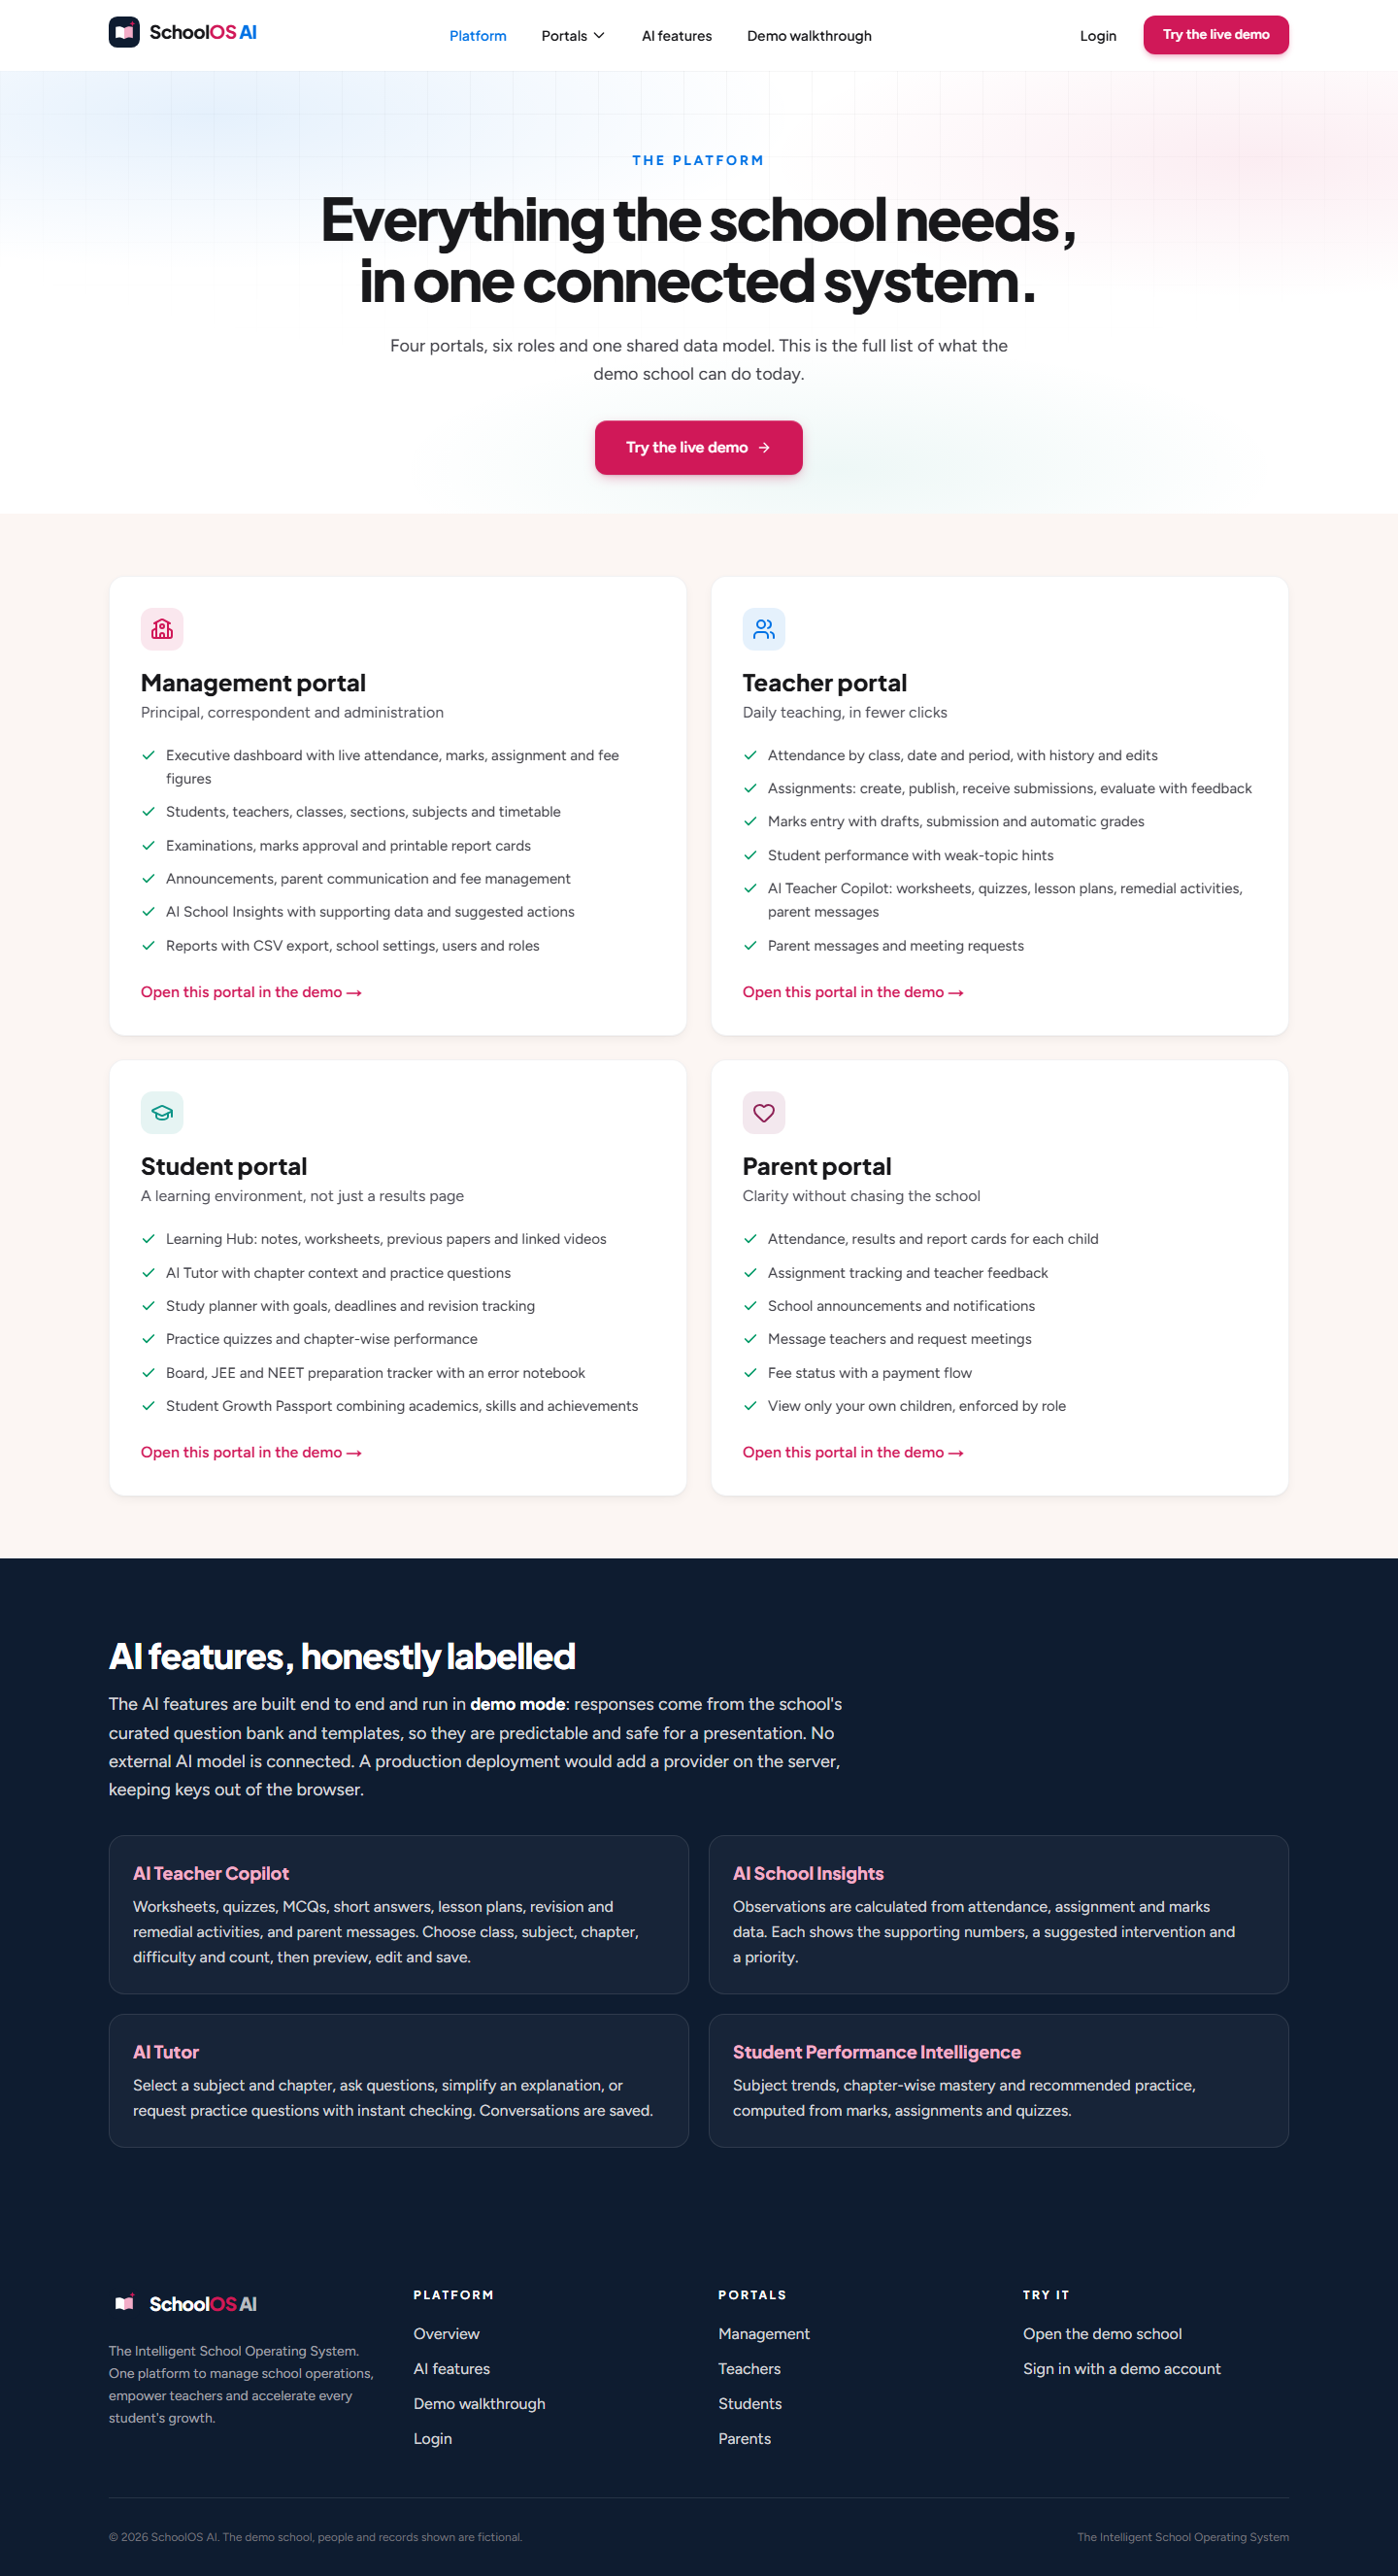 SchoolOS AI
Platform
Portals
AI features
Demo walkthrough
Login
Try the live demo
THE PLATFORM
Everything the school needs,
in one connected system.
Four portals, six roles and one shared data model. This is the full list of what the
demo school can do today.
Try the live demo →
Management portal
Principal, correspondent and administration
Executive dashboard with live attendance, marks, assignment and fee
figures
Students, teachers, classes, sections, subjects and timetable
Examinations, marks approval and printable report cards
Announcements, parent communication and fee management
AI School Insights with supporting data and suggested actions
Reports with CSV export, school settings, users and roles
Open this portal in the demo →
Teacher portal
Daily teaching, in fewer clicks
Attendance by class, date and period, with history and edits
Assignments: create, publish, receive submissions, evaluate with feedback
Marks entry with drafts, submission and automatic grades
Student performance with weak-topic hints
AI Teacher Copilot: worksheets, quizzes, lesson plans, remedial activities,
parent messages
Parent messages and meeting requests
Open this portal in the demo →
Student portal
A learning environment, not just a results page
Learning Hub: notes, worksheets, previous papers and linked videos
AI Tutor with chapter context and practice questions
Study planner with goals, deadlines and revision tracking
Practice quizzes and chapter-wise performance
Board, JEE and NEET preparation tracker with an error notebook
Student Growth Passport combining academics, skills and achievements
Open this portal in the demo →
Parent portal
Clarity without chasing the school
Attendance, results and report cards for each child
Assignment tracking and teacher feedback
School announcements and notifications
Message teachers and request meetings
Fee status with a payment flow
View only your own children, enforced by role
Open this portal in the demo →
AI features, honestly labelled
The AI features are built end to end and run in demo mode: responses come from the school's
curated question bank and templates, so they are predictable and safe for a presentation. No
external AI model is connected. A production deployment would add a provider on the server,
keeping keys out of the browser.
AI Teacher Copilot
Worksheets, quizzes, MCQs, short answers, lesson plans, revision and
remedial activities, and parent messages. Choose class, subject, chapter,
difficulty and count, then preview, edit and save.
AI School Insights
Observations are calculated from attendance, assignment and marks
data. Each shows the supporting numbers, a suggested intervention and
a priority.
AI Tutor
Select a subject and chapter, ask questions, simplify an explanation, or
request practice questions with instant checking. Conversations are saved.
Student Performance Intelligence
Subject trends, chapter-wise mastery and recommended practice,
computed from marks, assignments and quizzes.
SchoolOS AI
The Intelligent School Operating System.
One platform to manage school operations,
empower teachers and accelerate every
student's growth.
PLATFORM
Overview
AI features
Demo walkthrough
Login
PORTALS
Management
Teachers
Students
Parents
TRY IT
Open the demo school
Sign in with a demo account
© 2026 SchoolOS AI. The demo school, people and records shown are fictional.
The Intelligent School Operating System